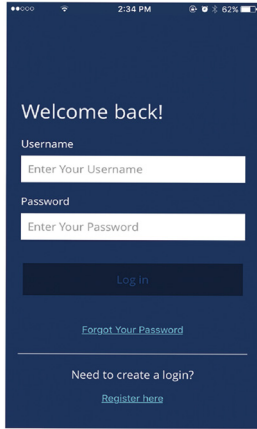 2:34 PM 62%
Welcome back!
Username
Enter Your Username
Password
Enter Your Password
Log in
Forgot Your Password
Need to create a login?
Register here